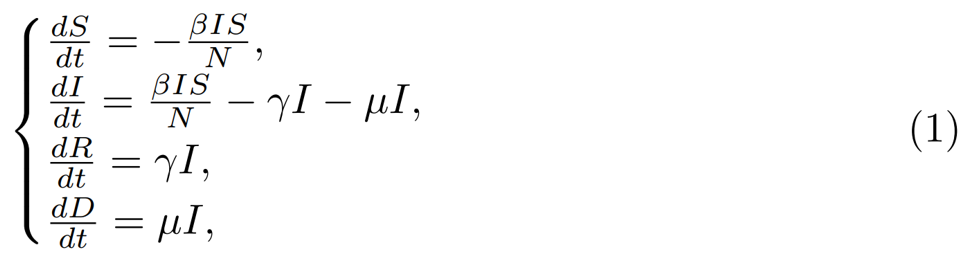 dS/dt = −βIS/N,
dI/dt = βIS/N − γI − μI,
dR/dt = γI,
dD/dt = μI,
(1)